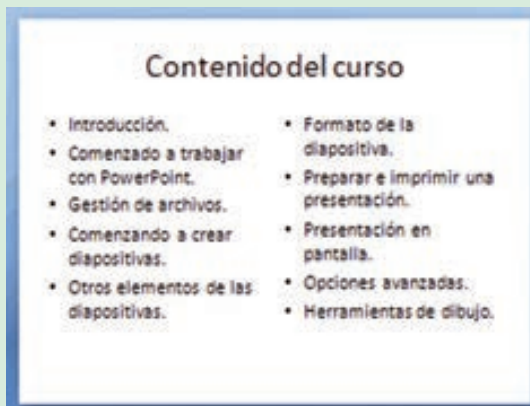 Contenido del curso
• Introducción.
• Comenzado a trabajar
con PowerPoint.
• Gestión de archivos.
• Comenzando a crear
diapositivas.
• Otros elementos de las
diapositivas.
• Formato de la
diapositiva.
• Preparar e imprimir una
presentación.
• Presentación en
pantalla.
• Opciones avanzadas.
• Herramientas de dibujo.